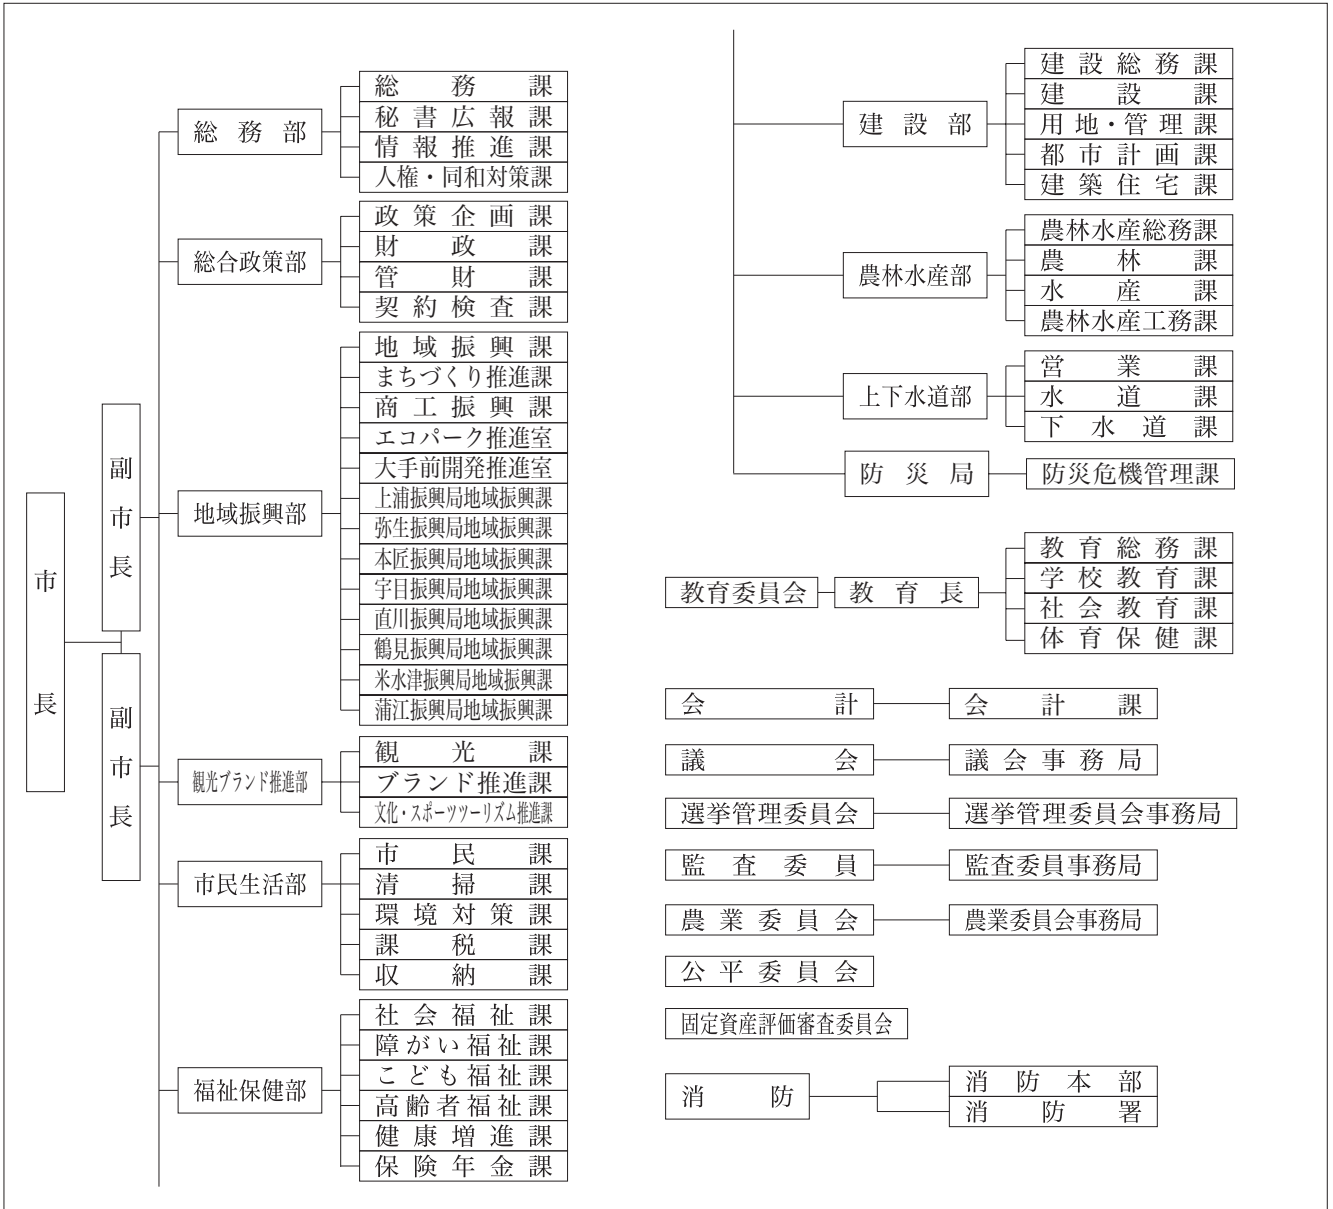 市長
副市長
副市長
総務部
総務課
秘書広報課
情報推進課
人権・同和対策課
総合政策部
政策企画課
財政課
管財課
契約検査課
地域振興部
地域振興課
まちづくり推進課
商工振興課
エコパーク推進室
大手前開発推進室
上浦振興局地域振興課
弥生振興局地域振興課
本匠振興局地域振興課
宇目振興局地域振興課
直川振興局地域振興課
鶴見振興局地域振興課
米水津振興局地域振興課
蒲江振興局地域振興課
観光ブランド推進部
観光課
ブランド推進課
文化・スポーツツーリズム推進課
市民生活部
市民課
清掃課
環境対策課
課税課
収納課
福祉保健部
社会福祉課
障がい福祉課
こども福祉課
高齢者福祉課
健康増進課
保険年金課
建設部
建設総務課
建設課
用地・管理課
都市計画課
建築住宅課
農林水産部
農林水産総務課
農林課
水産課
農林水産工務課
上下水道部
営業課
水道課
下水道課
防災局
防災危機管理課
教育委員会
教育長
教育総務課
学校教育課
社会教育課
体育保健課
会計
会計課
議会
議会事務局
選挙管理委員会
選挙管理委員会事務局
監査委員
監査委員事務局
農業委員会
農業委員会事務局
公平委員会
固定資産評価審査委員会
消防
消防本部
消防署